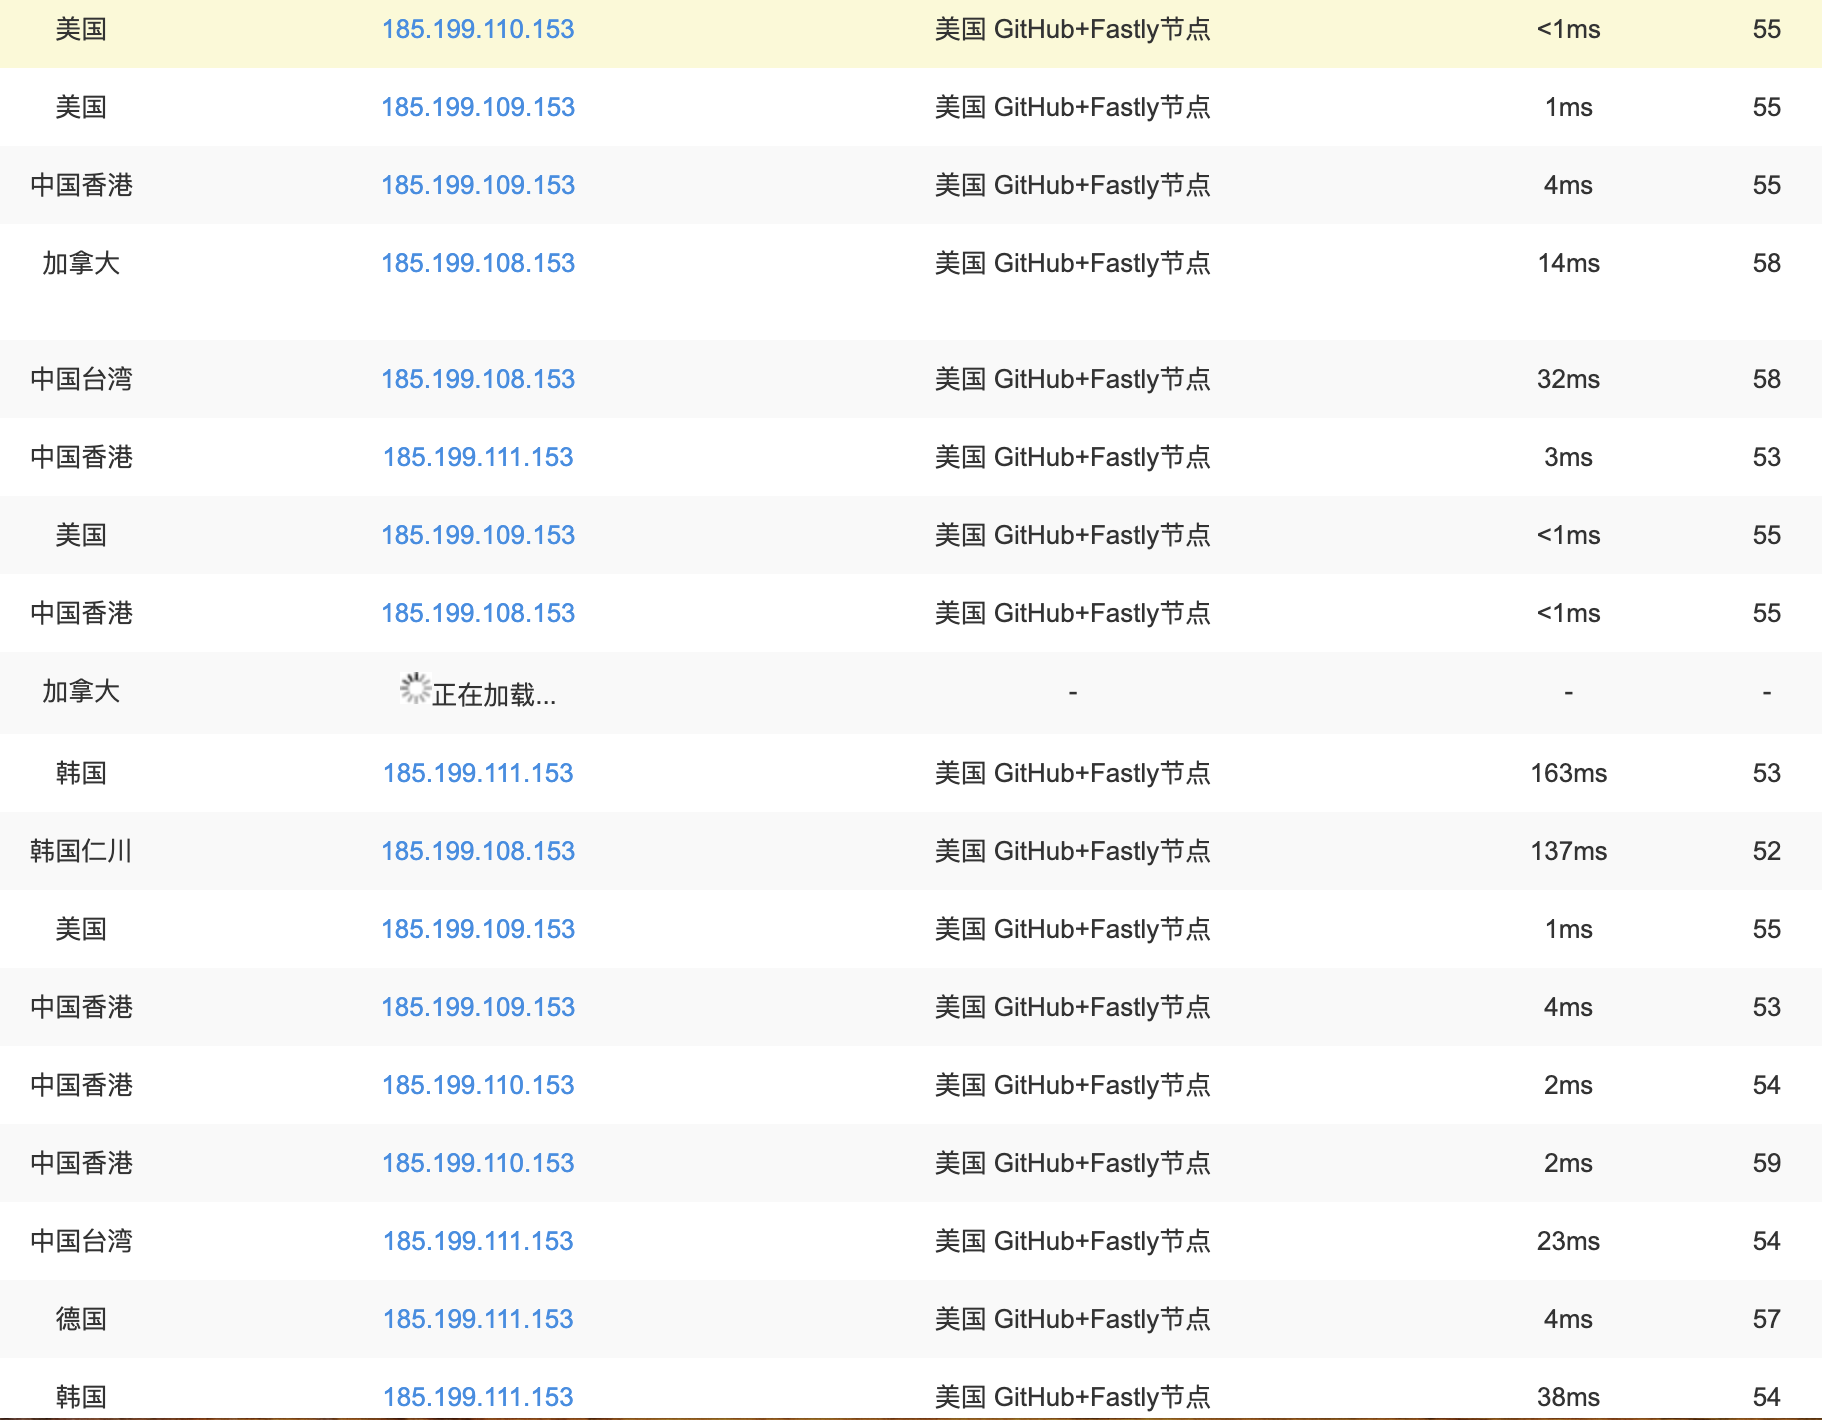 美国 185.199.110.153 美国 GitHub+Fastly节点 <1ms 55
美国 185.199.109.153 美国 GitHub+Fastly节点 1ms 55
中国香港 185.199.109.153 美国 GitHub+Fastly节点 4ms 55
加拿大 185.199.108.153 美国 GitHub+Fastly节点 14ms 58
中国台湾 185.199.108.153 美国 GitHub+Fastly节点 32ms 58
中国香港 185.199.111.153 美国 GitHub+Fastly节点 3ms 53
美国 185.199.109.153 美国 GitHub+Fastly节点 <1ms 55
中国香港 185.199.108.153 美国 GitHub+Fastly节点 <1ms 55
加拿大 正在加载... - - -
韩国 185.199.111.153 美国 GitHub+Fastly节点 163ms 53
韩国仁川 185.199.108.153 美国 GitHub+Fastly节点 137ms 52
美国 185.199.109.153 美国 GitHub+Fastly节点 1ms 55
中国香港 185.199.109.153 美国 GitHub+Fastly节点 4ms 53
中国香港 185.199.110.153 美国 GitHub+Fastly节点 2ms 54
中国香港 185.199.110.153 美国 GitHub+Fastly节点 2ms 59
中国台湾 185.199.111.153 美国 GitHub+Fastly节点 23ms 54
德国 185.199.111.153 美国 GitHub+Fastly节点 4ms 57
韩国 185.199.111.153 美国 GitHub+Fastly节点 38ms 54